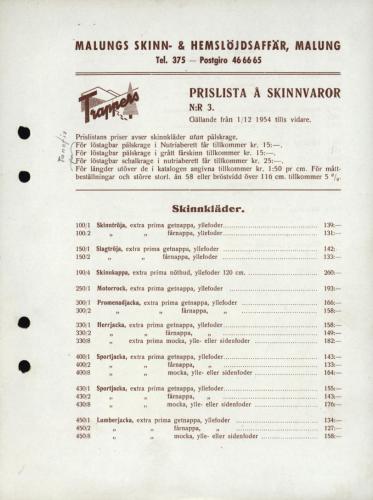 MALUNGS SKINN- & HEMSLÖJDSAFFÄR, MALUNG
Tel. 375 — Postgiro 46 66 65
Trappers
PRISLISTA Å SKINNVAROR
N:R 3.
Gällande från 1/12 1954 tills vidare.
Prislistans priser avser skinnkläder utan pälskrage.
För löstagbar pälskrage i Nutriaberett får tillkommer kr. 15:—,
För löstagbar pälskrage i grått fårskinn tillkommer kr. 15:—,
För löstagbar schalkrage i nutriaberett får tillkommer kr. 25:—,
För längder utöver de i katalogen angivna tillkommer kr. 1:50 pr cm. För mått-
beställningar och större storl. än 58 eller bröstvidd över 116 cm. tillkommer 5 %.
Skinnkläder.
100/1 Skinntröja, extra prima getnappa, yllefoder 139:—
100/2 „ „ fårnappa, yllefoder 131:—
150/1 Slagtröja, extra prima getnappa, yllefoder 142:
150/2 „ „ fårnappa, yllefoder 133:—
190/4 Skinnkappa, extra prima nöthud, yllefoder 120 cm. 260:—
250/1 Motorrock, extra prima getnappa, yllefoder 193:—
300/1 Promenadjacka, extra prima getnappa, yllefoder 166:—
300/2 „ „ fårnappa, „ 158:—
330/1 Herrjacka, extra prima getnappa, yllefoder 158:—
330/2 „ „ fårnappa, „ 149:—
330/8 „ extra prima mocka, ylle- eller sidenfoder 182:—
400/1 Sportjacka, extra prima getnappa, yllefoder 143:—
400/2 „ „ fårnappa, „ 133:—
400/8 „ „ mocka, ylle- eller sidenfoder 164:—
430/1 Sportjacka, extra prima getnappa, yllefoder 155:—
430/2 „ „ fårnappa, „ 143:—
430/8 „ „ mocka, ylle- eller sidenfoder 176:—
450/1 Lumberjacka, extra prima getnappa, yllefoder 134:—
450/2 „ „ fårnappa, „ 127:—
450/8 „ „ mocka, ylle- eller sidenfoder 158:—